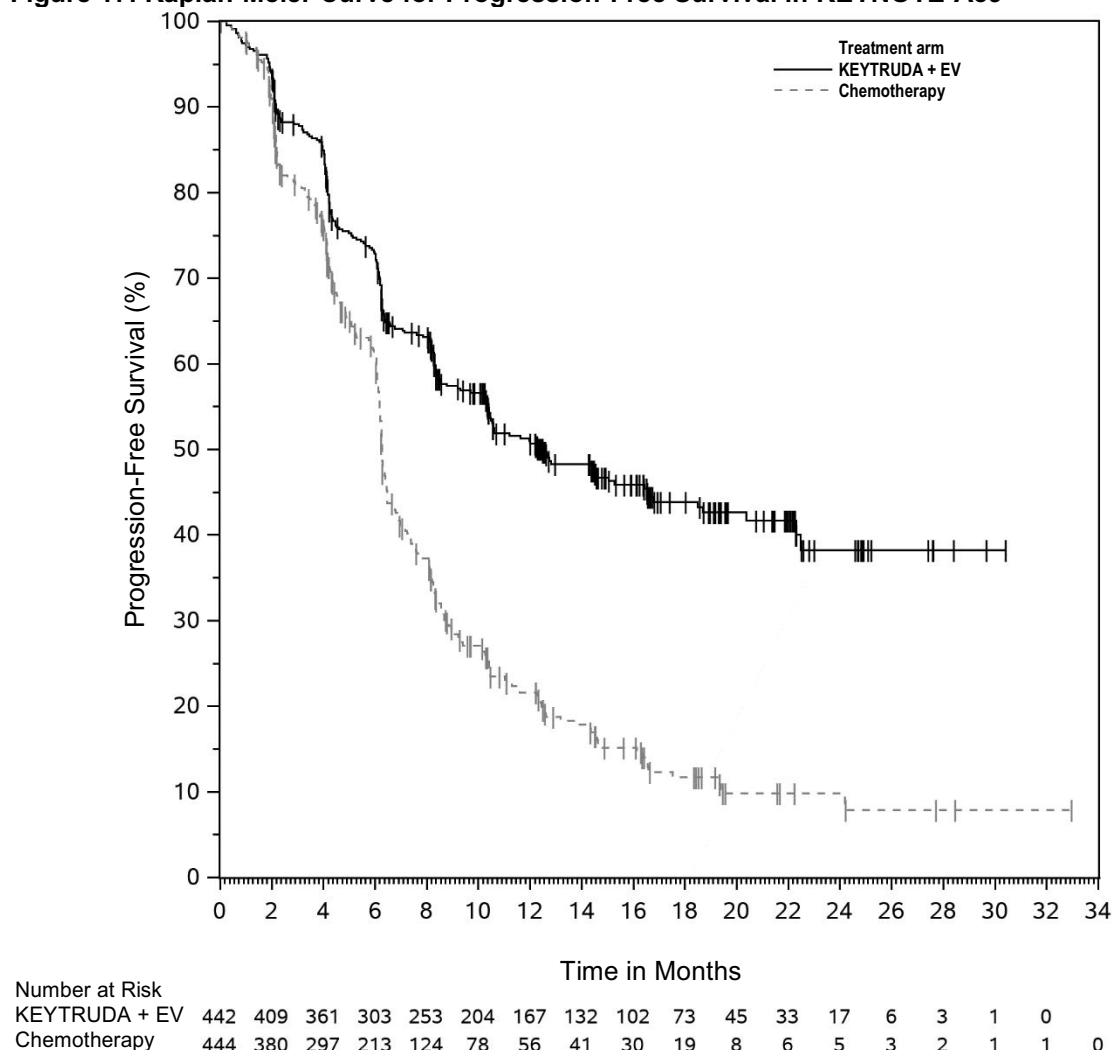 Treatment arm
KEYTRUDA + EV
Chemotherapy
100
90
80
70
60
50
40
30
20
10
0
Progression-Free Survival (%)
0 2 4 6 8 10 12 14 16 18 20 22 24 26 28 30 32 34
Time in Months
Number at Risk
KEYTRUDA + EV 442 409 361 303 253 204 167 132 102 73 45 33 17 6 3 1 0
Chemotherapy 444 380 297 213 124 78 56 41 30 19 8 6 5 3 2 1 1 0